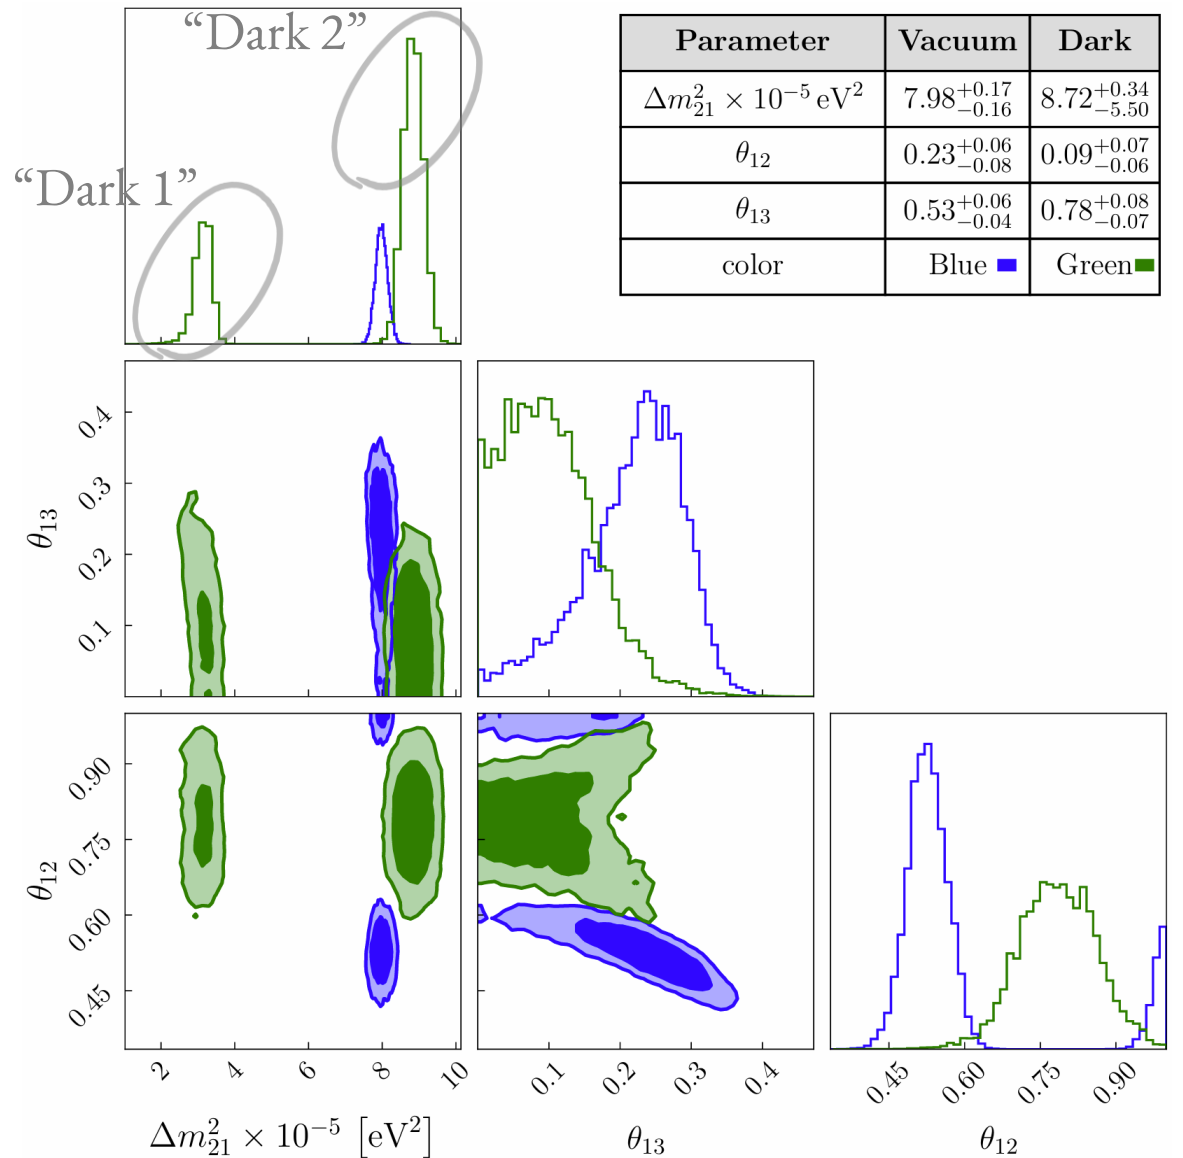 “Dark 2”
“Dark 1”
Parameter Vacuum Dark
Δm²₂₁ × 10⁻⁵ eV² 7.98+0.17−0.16 8.72+0.34−5.50
θ₁₂ 0.23+0.06−0.08 0.09+0.07−0.06
θ₁₃ 0.53+0.06−0.04 0.78+0.08−0.07
color Blue Green
0.4
0.3
0.2
0.1
θ₁₃
0.90
0.75
0.60
0.45
θ₁₂
2 4 6 8 10
0.1 0.2 0.3 0.4
0.45 0.60 0.75 0.90
Δm²₂₁ × 10⁻⁵ [eV²]
θ₁₃
θ₁₂